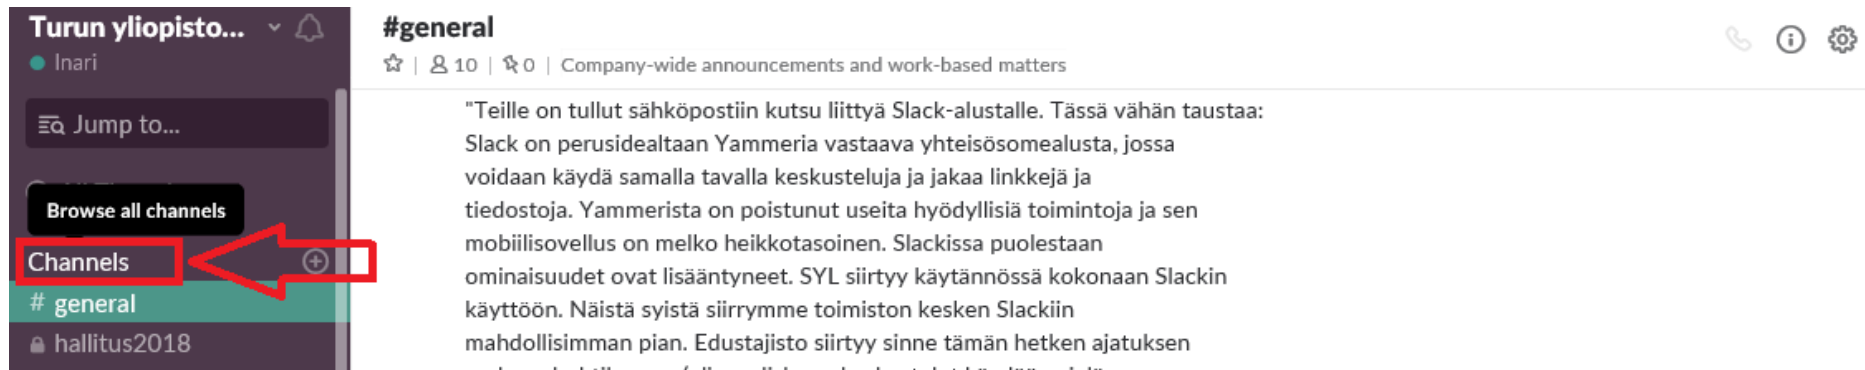 Turun yliopisto...
Inari
Jump to...
Browse all channels
Channels
# general
hallitus2018
#general
10 | 0 | Company-wide announcements and work-based matters
"Teille on tullut sähköpostiin kutsu liittyä Slack-alustalle. Tässä vähän taustaa:
Slack on perusidealtaan Yammeria vastaava yhteisösomealusta, jossa
voidaan käydä samalla tavalla keskusteluja ja jakaa linkkejä ja
tiedostoja. Yammerista on poistunut useita hyödyllisiä toimintoja ja sen
mobiilisovellus on melko heikkotasoinen. Slackissa puolestaan
ominaisuudet ovat lisääntyneet. SYL siirtyy käytännössä kokonaan Slackin
käyttöön. Näistä syistä siirrymme toimiston kesken Slackiin
mahdollisimman pian. Edustajisto siirtyy sinne tämän hetken ajatuksen